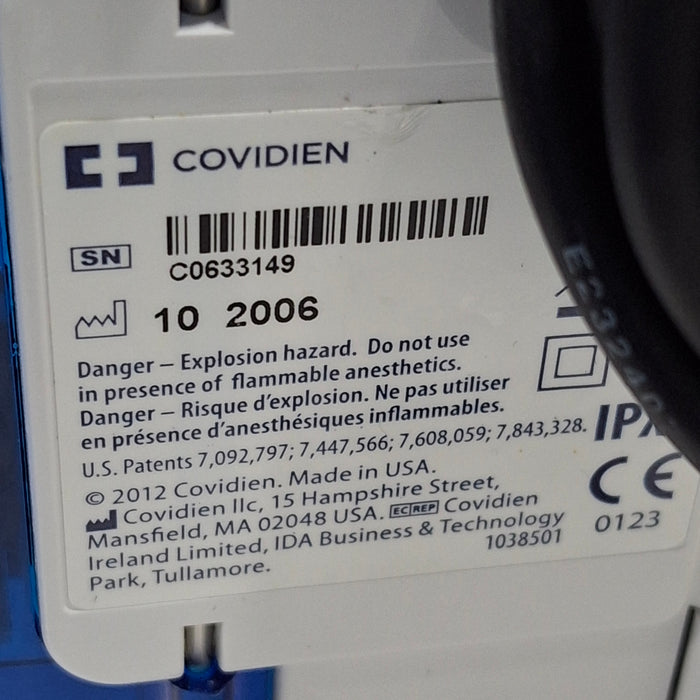 COVIDIEN
SN
C0633149
10 2006
Danger – Explosion hazard. Do not use
in presence of flammable anesthetics.
Danger – Risque d'explosion. Ne pas utiliser
en présence d'anesthésiques inflammables.
U.S. Patents 7,092,797; 7,447,566; 7,608,059; 7,843,328.
© 2012 Covidien. Made in USA.
Covidien llc, 15 Hampshire Street,
Mansfield, MA 02048 USA. EC REP Covidien
Ireland Limited, IDA Business & Technology
Park, Tullamore.
1038501
IPX
CE
0123